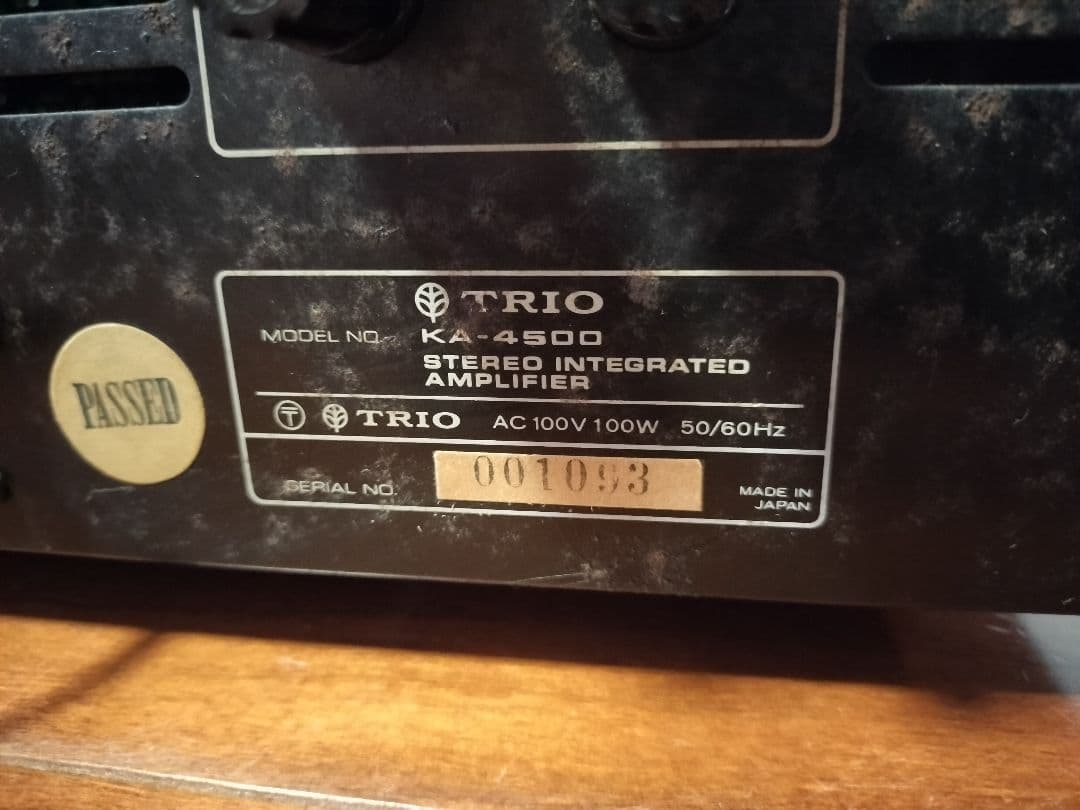 TRIO
MODEL NO. KA-4500
STEREO INTEGRATED
AMPLIFIER
PASSED
〒 TRIO AC 100V 100W 50/60Hz
SERIAL NO. 001093
MADE IN
JAPAN